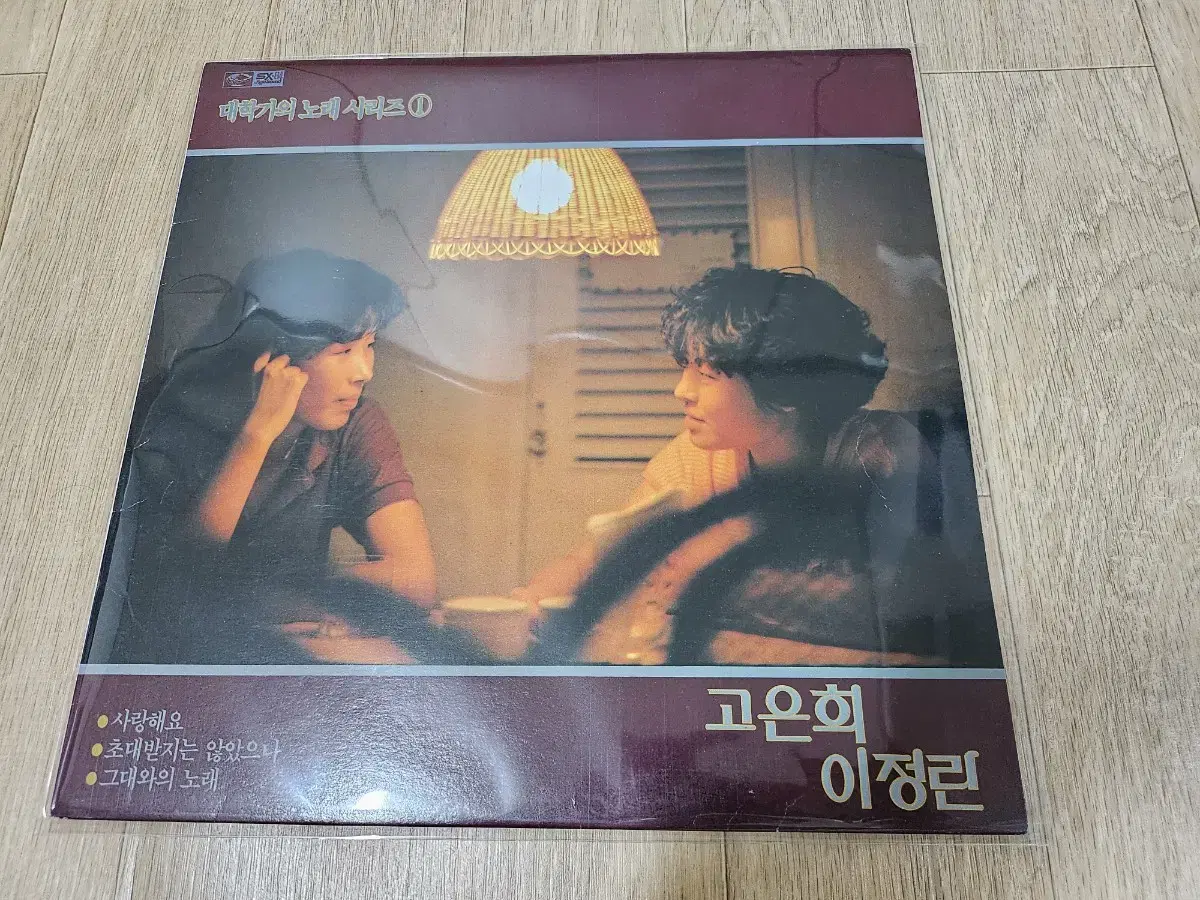 대학가의 노래 시리즈 ①
● 사랑해요
● 초대받지는 않았으나
● 그대와의 노래
고은희
이정란